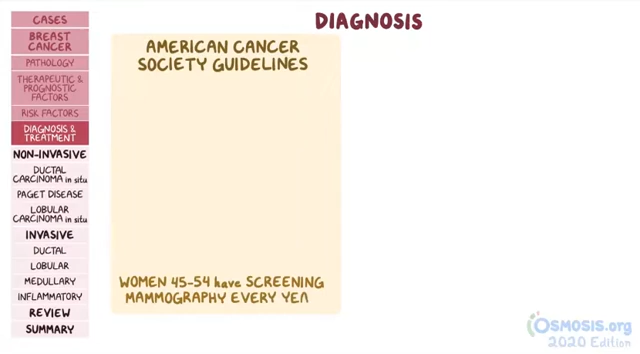 DIAGNOSIS
CASES
BREAST
CANCER
PATHOLOGY
THERAPEUTIC &
PROGNOSTIC
FACTORS
RISK FACTORS
DIAGNOSIS &
TREATMENT
NON-INVASIVE
DUCTAL
CARCINOMA in situ
PAGET DISEASE
LOBULAR
CARCINOMA in situ
INVASIVE
DUCTAL
LOBULAR
MEDULLARY
INFLAMMATORY
REVIEW
SUMMARY
AMERICAN CANCER
SOCIETY GUIDELINES
WOMEN 45-54 have SCREENING
MAMMOGRAPHY EVERY
OSMOSIS.org
2020 Edition